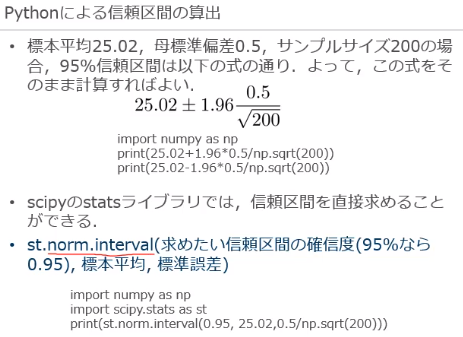 Pythonによる信頼区間の算出
• 標本平均25.02，母標準偏差0.5，サンプルサイズ200の場
合，95%信頼区間は以下の式の通り．よって，この式をそ
のまま計算すればよい．
25.02 ± 1.96 0.5/√200
import numpy as np
print(25.02+1.96*0.5/np.sqrt(200))
print(25.02-1.96*0.5/np.sqrt(200))
• scipyのstatsライブラリでは，信頼区間を直接求めること
ができる．
• st.norm.interval(求めたい信頼区間の確信度(95%なら
0.95), 標本平均, 標準誤差)
import numpy as np
import scipy.stats as st
print(st.norm.interval(0.95, 25.02,0.5/np.sqrt(200)))